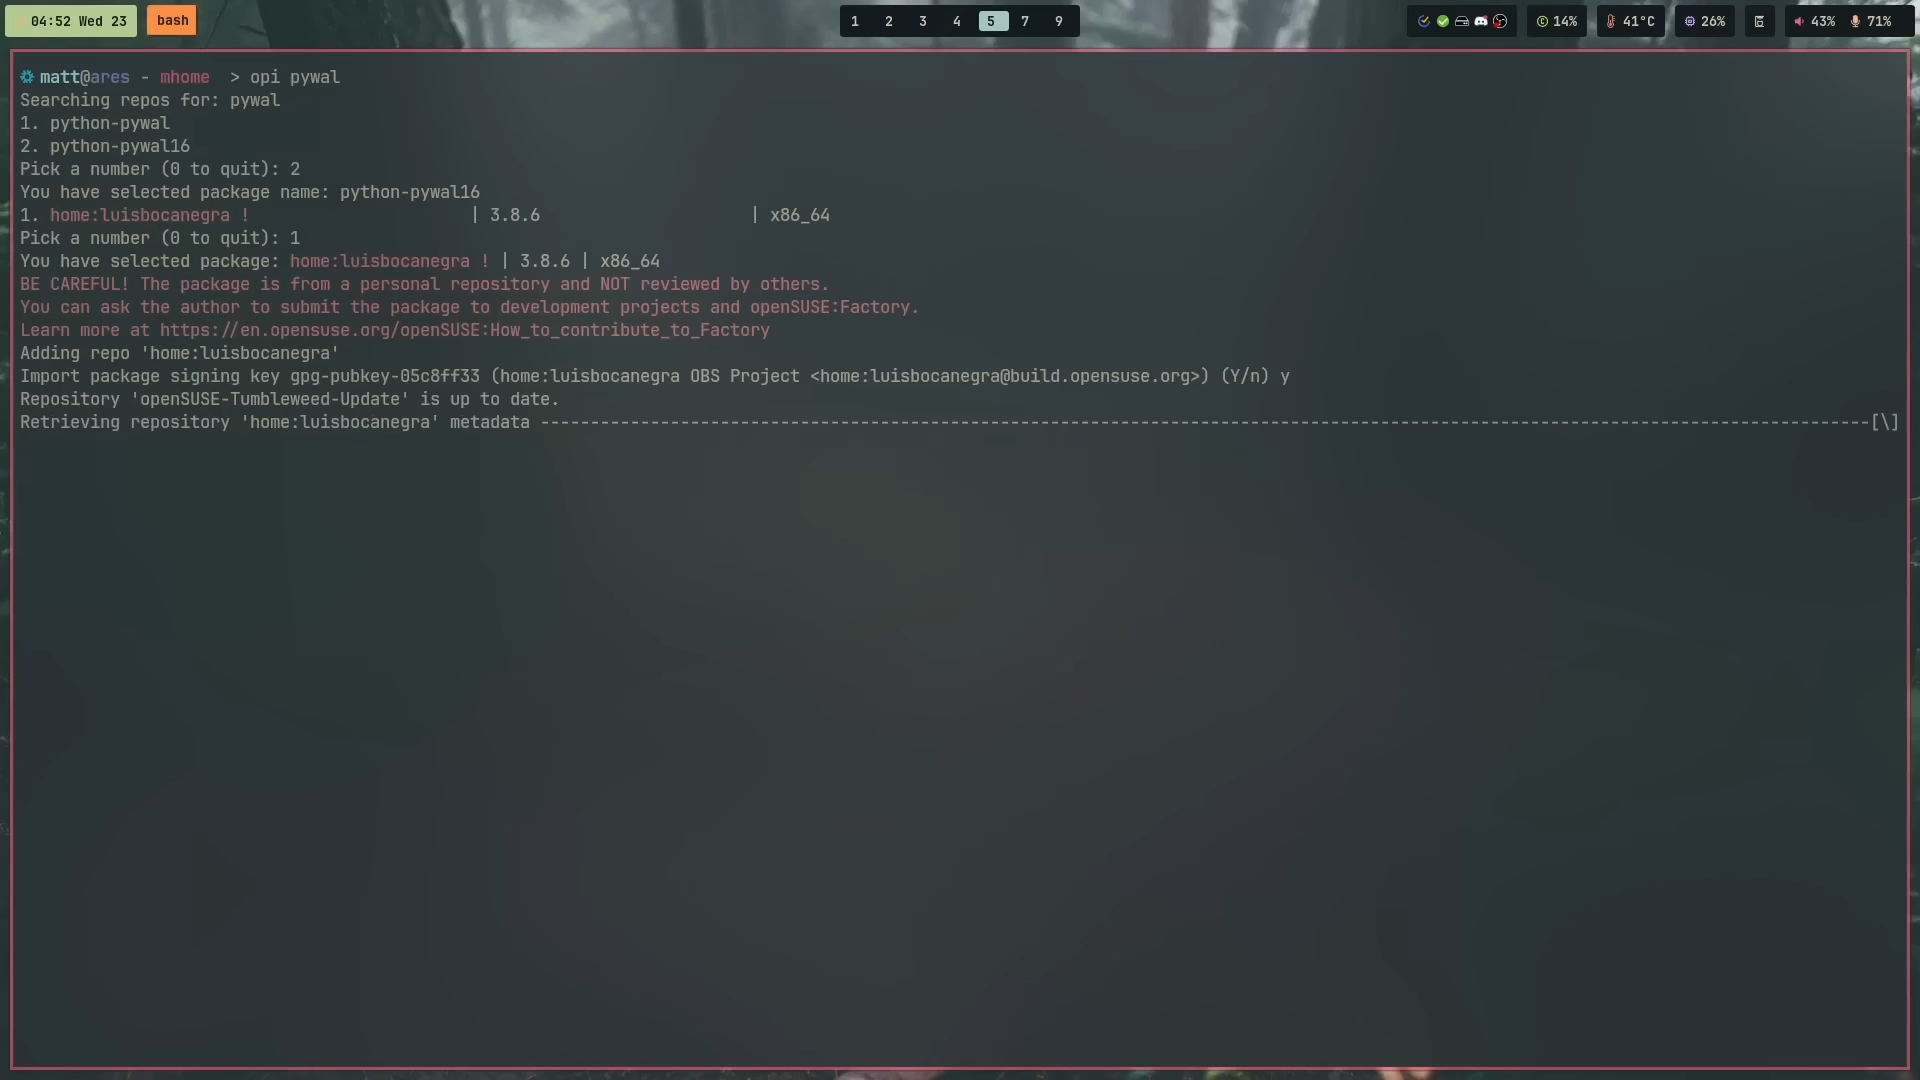 04:52 Wed 23
bash
1 2 3 4 5 7 9
14%
41°C
26%
43%
71%
matt@ares - mhome > opi pywal
Searching repos for: pywal
1. python-pywal
2. python-pywal16
Pick a number (0 to quit): 2
You have selected package name: python-pywal16
1. home:luisbocanegra ! | 3.8.6 | x86_64
Pick a number (0 to quit): 1
You have selected package: home:luisbocanegra ! | 3.8.6 | x86_64
BE CAREFUL! The package is from a personal repository and NOT reviewed by others.
You can ask the author to submit the package to development projects and openSUSE:Factory.
Learn more at https://en.opensuse.org/openSUSE:How_to_contribute_to_Factory
Adding repo 'home:luisbocanegra'
Import package signing key gpg-pubkey-05c8ff33 (home:luisbocanegra OBS Project <home:luisbocanegra@build.opensuse.org>) (Y/n) y
Repository 'openSUSE-Tumbleweed-Update' is up to date.
Retrieving repository 'home:luisbocanegra' metadata -------------------------------------------------------------------------------------------------------------------------------------[\]